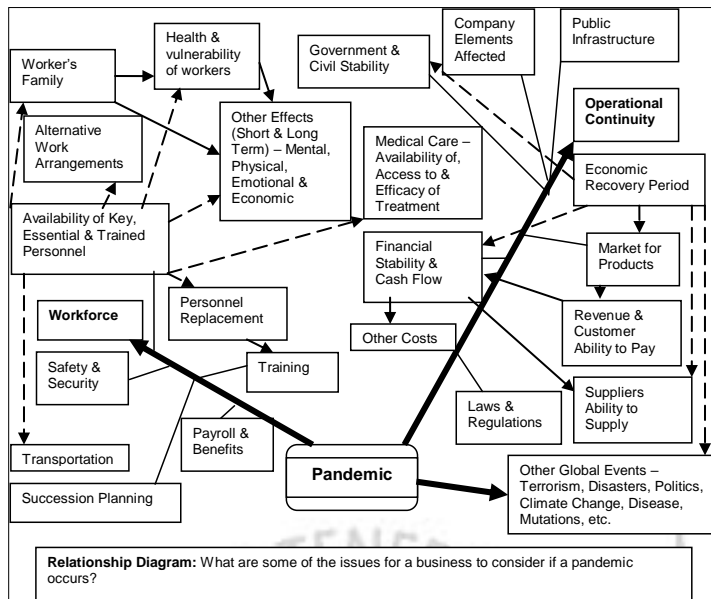 Health &
vulnerability
of workers
Worker's
Family
Government &
Civil Stability
Company
Elements
Affected
Public
Infrastructure
Operational
Continuity
Alternative
Work
Arrangements
Other Effects
(Short & Long
Term) – Mental,
Physical,
Emotional &
Economic
Medical Care –
Availability of,
Access to &
Efficacy of
Treatment
Economic
Recovery Period
Availability of Key,
Essential & Trained
Personnel
Financial
Stability &
Cash Flow
Market for
Products
Workforce
Personnel
Replacement
Other Costs
Revenue &
Customer
Ability to Pay
Safety &
Security
Training
Laws &
Regulations
Suppliers
Ability to
Supply
Payroll &
Benefits
Transportation
Succession Planning
Pandemic
Other Global Events –
Terrorism, Disasters, Politics,
Climate Change, Disease,
Mutations, etc.
Relationship Diagram: What are some of the issues for a business to consider if a pandemic
occurs?